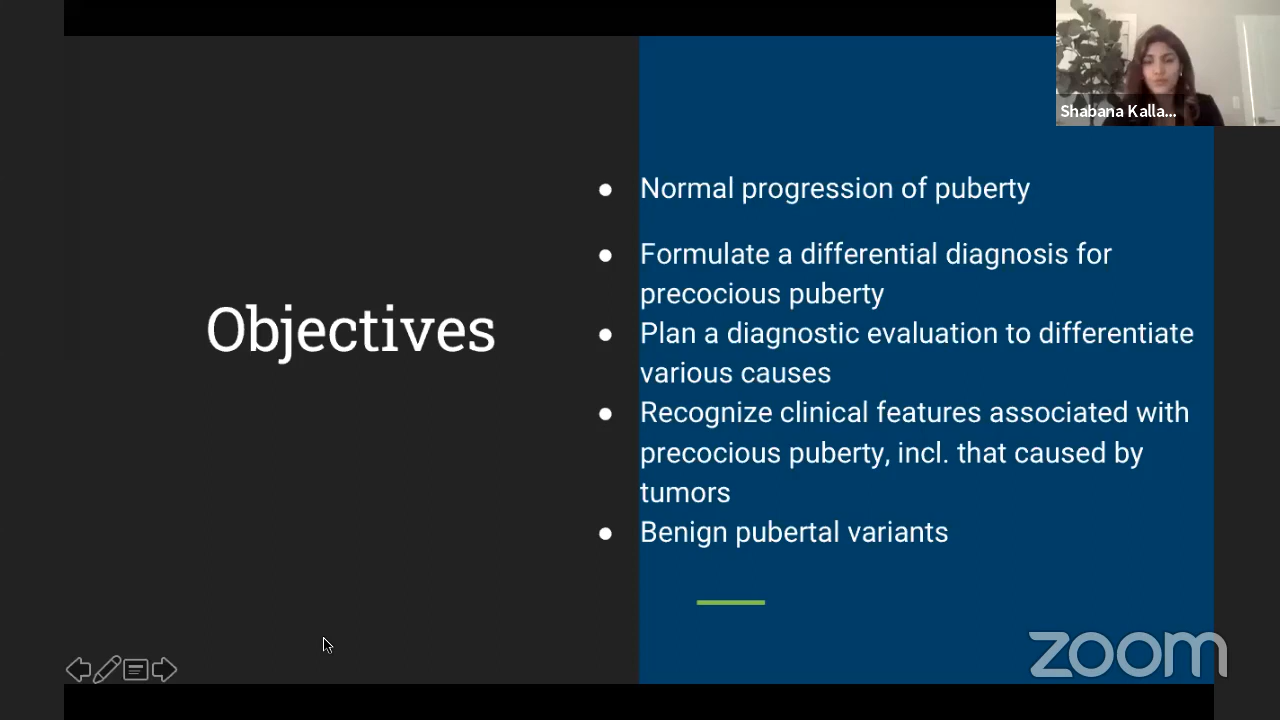 Shabana Kalla...
Objectives
● Normal progression of puberty
● Formulate a differential diagnosis for
precocious puberty
● Plan a diagnostic evaluation to differentiate
various causes
● Recognize clinical features associated with
precocious puberty, incl. that caused by
tumors
● Benign pubertal variants
zoom